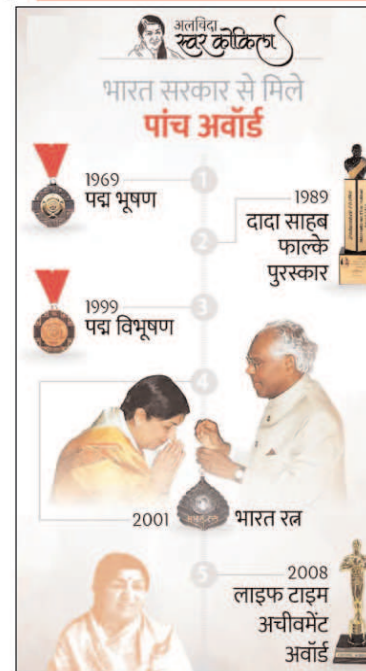 अलविदा
स्वर कोकिला
भारत सरकार से मिले
पांच अवॉर्ड
1
1969
पद्म भूषण
1989
2
दादा साहब
फाल्के
पुरस्कार
3
1999
पद्म विभूषण
4
2001
भारत रत्न
5
2008
लाइफ टाइम
अचीवमेंट
अवॉर्ड